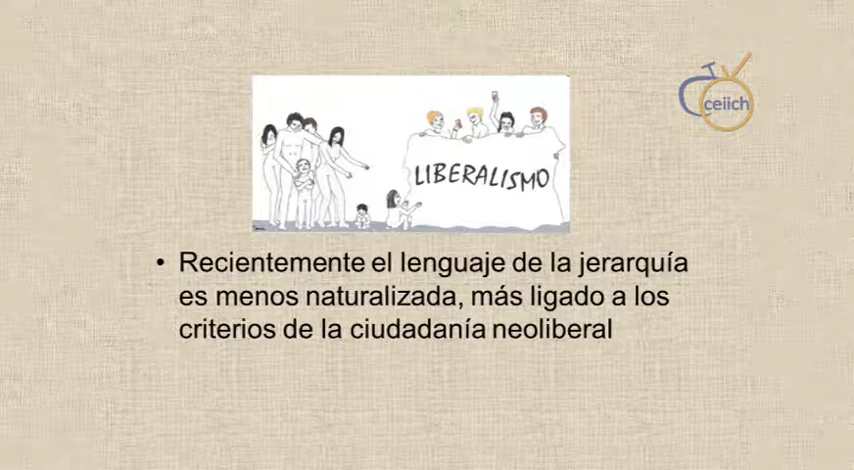 TV
ceiich
LIBERALISMO
• Recientemente el lenguaje de la jerarquía
es menos naturalizada, más ligado a los
criterios de la ciudadanía neoliberal